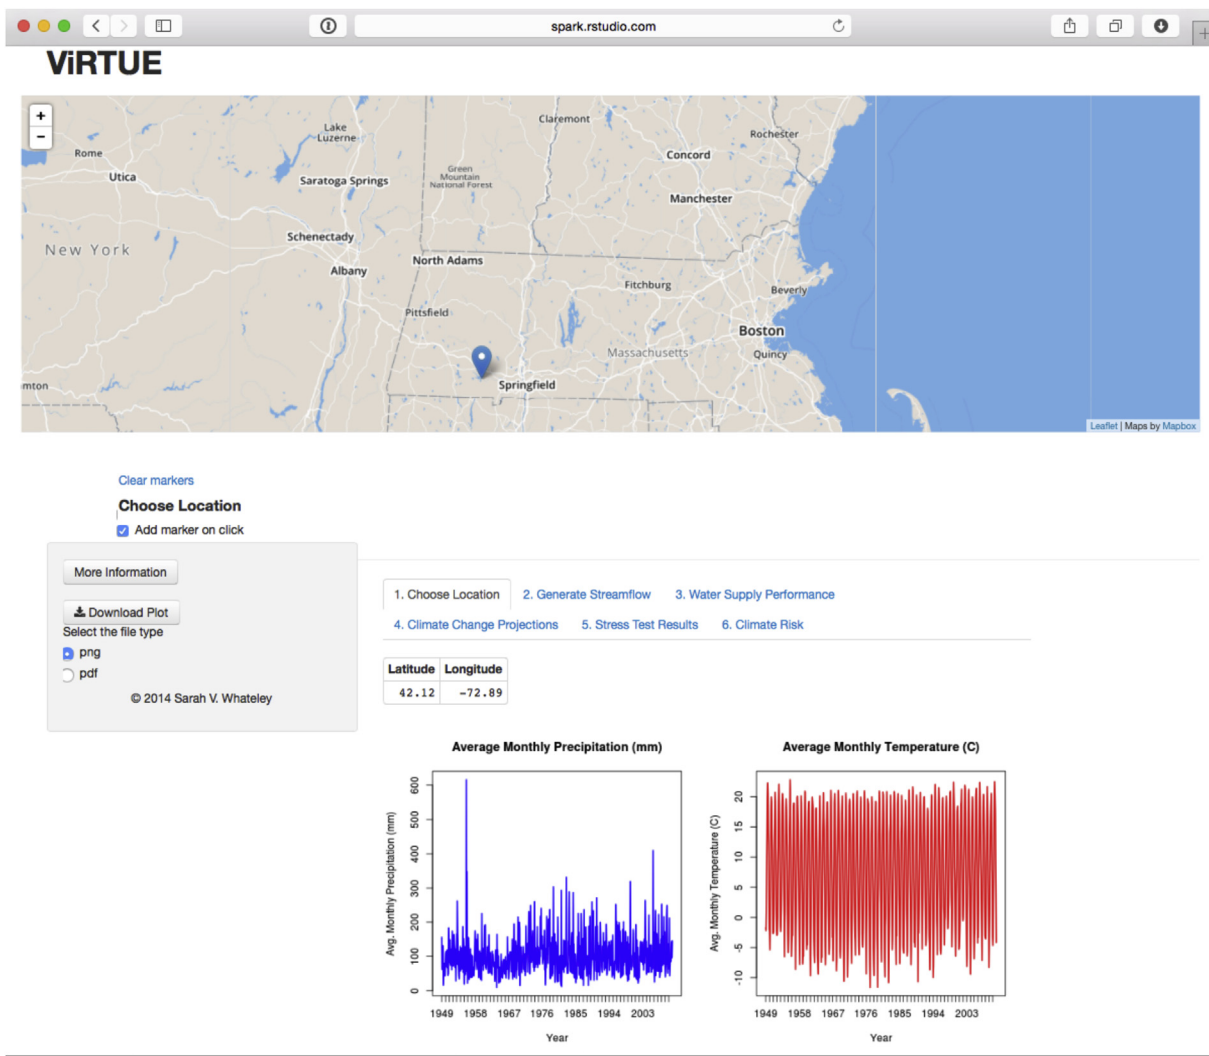 spark.rstudio.com
ViRTUE
+
-
Claremont
Lake
Luzerne
Rochester
Rome
Concord
Utica
Green
Mountain
National Forest
Saratoga Springs
Manchester
Schenectady
New York
North Adams
Albany
Fitchburg
Beverly
Pittsfield
Boston
Massachusetts
Quincy
mton
Springfield
Leaflet | Maps by Mapbox
Clear markers
Choose Location
Add marker on click
More Information
Download Plot
Select the file type
png
pdf
© 2014 Sarah V. Whateley
1. Choose Location 2. Generate Streamflow 3. Water Supply Performance
4. Climate Change Projections 5. Stress Test Results 6. Climate Risk
Latitude Longitude
42.12 -72.89
Average Monthly Precipitation (mm)
Avg. Monthly Precipitation (mm)
600
500
400
300
200
100
0
1949 1958 1967 1976 1985 1994 2003
Year
Average Monthly Temperature (C)
Avg. Monthly Temperature (C)
20
15
10
5
0
-5
-10
1949 1958 1967 1976 1985 1994 2003
Year